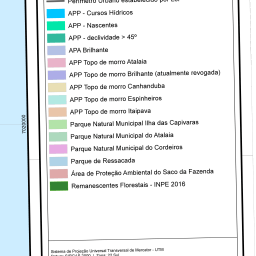 Perímetro Urbano estabelecido por Lei
APP - Cursos Hídricos
APP - Nascentes
APP - declividade > 45º
APA Brilhante
APP Topo de morro Atalaia
APP Topo de morro Brilhante (atualmente revogada)
APP Topo de morro Canhanduba
APP Topo de morro Espinheiros
APP Topo de morro Itaipava
Parque Natural Municipal Ilha das Capivaras
Parque Natural Municipal do Atalaia
Parque Natural Municipal do Cordeiros
Parque de Ressacada
Área de Proteção Ambiental do Saco da Fazenda
Remanescentes Florestais - INPE 2016
Sistema de Projeção Universal Transversal de Mercator - UTM